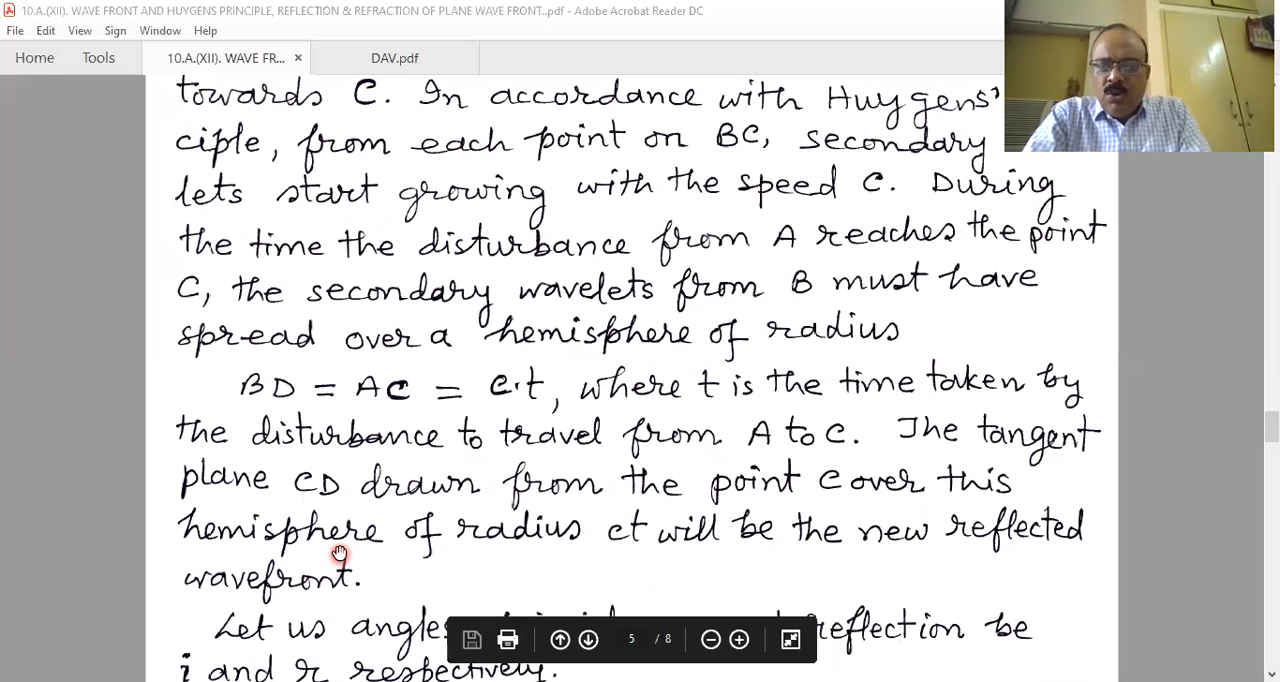 10.A.(XII). WAVE FRONT AND HUYGENS PRINCIPLE, REFLECTION & REFRACTION OF PLANE WAVE FRONT..pdf - Adobe Acrobat Reader DC
File Edit View Sign Window Help
Home Tools 10.A.(XII). WAVE FR... × DAV.pdf
towards C. In accordance with Huygens'
ciple, from each point on BC, secondary
lets start growing with the speed c. During
the time the disturbance from A reaches the point
C, the secondary wavelets from B must have
spread over a hemisphere of radius
BD = AC = c.t, where t is the time taken by
the disturbance to travel from A to C. The tangent
plane CD drawn from the point C over this
hemisphere of radius ct will be the new reflected
wavefront.
Let us angles reflection be
5 / 8
i and r respectively.